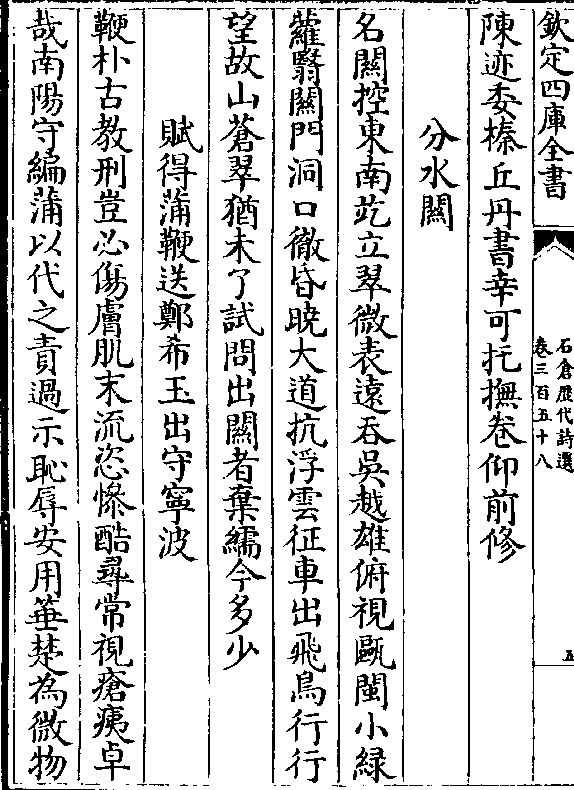 欽定四庫全書
石倉歷代詩選
卷三百五十八
五
陳迹委榛丘丹書幸可托撫卷仰前修
分水關
名關控東南屹立翠微表遠吞吳越雄俯視甌閩小緑
蘿翳關門洞口徹昏曉大道抗浮雲征車出飛鳥行行
望故山蒼翠猶未了試問出關者棄繻今多少
賦得蒲鞭送鄭希玉出守寧波
鞭朴古教刑豈必傷膚肌末流恣慘酷尋常視瘡痍卓
哉南陽守編蒲以代之責過示恥辱安用箠楚為微物